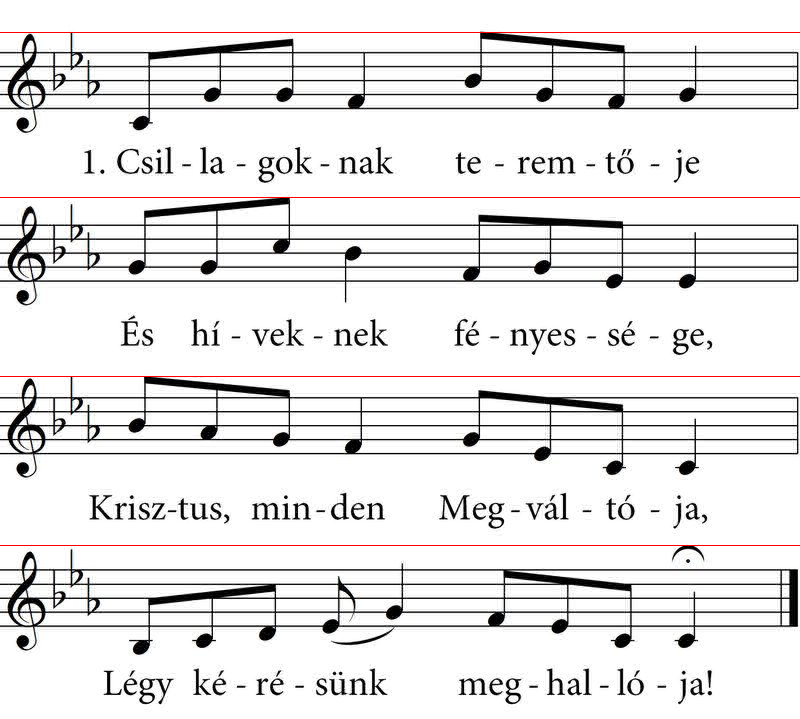 1. Csil - la - gok - nak te - rem - tő - je
És hí - vek - nek fé - nyes - sé - ge,
Krisz-tus, min-den Meg-vál - tó - ja,
Légy ké - ré - sünk meg-hal-ló - ja!